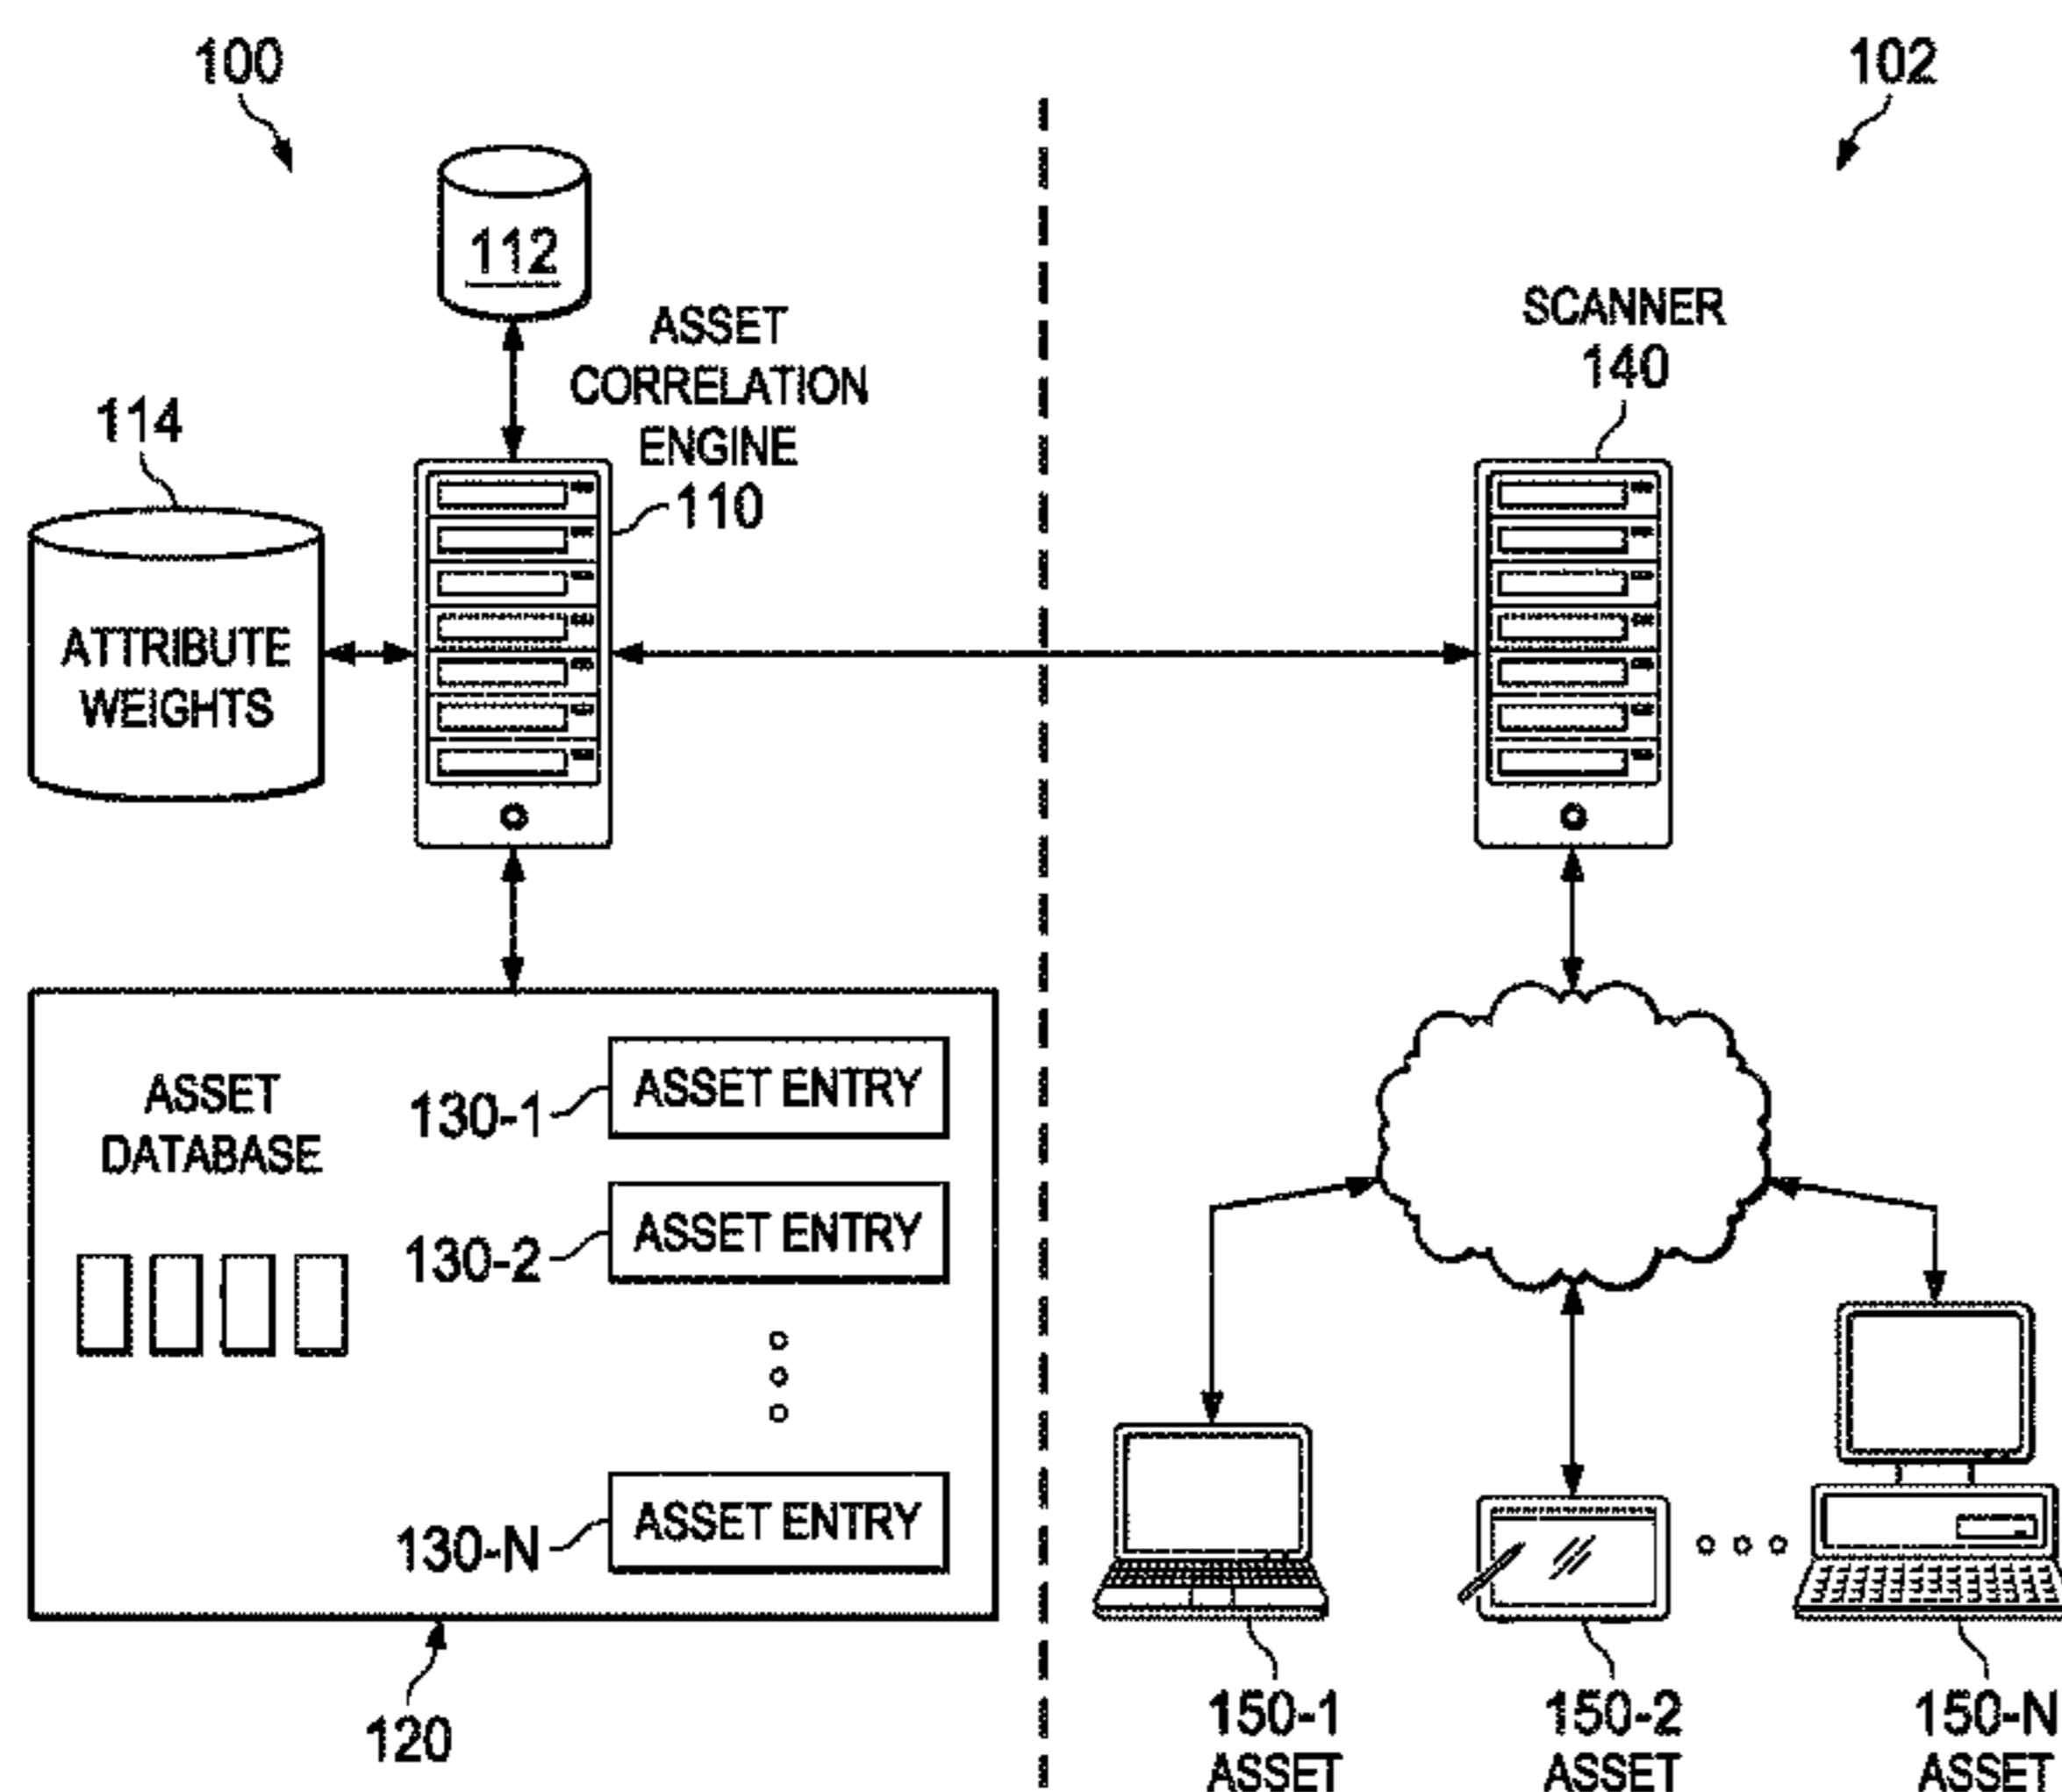 100
102
112
ASSET
CORRELATION
ENGINE
110
SCANNER
140
114
ATTRIBUTE
WEIGHTS
ASSET
DATABASE
130-1
ASSET ENTRY
130-2
ASSET ENTRY
130-N
ASSET ENTRY
120
150-1
ASSET
150-2
ASSET
150-N
ASSET